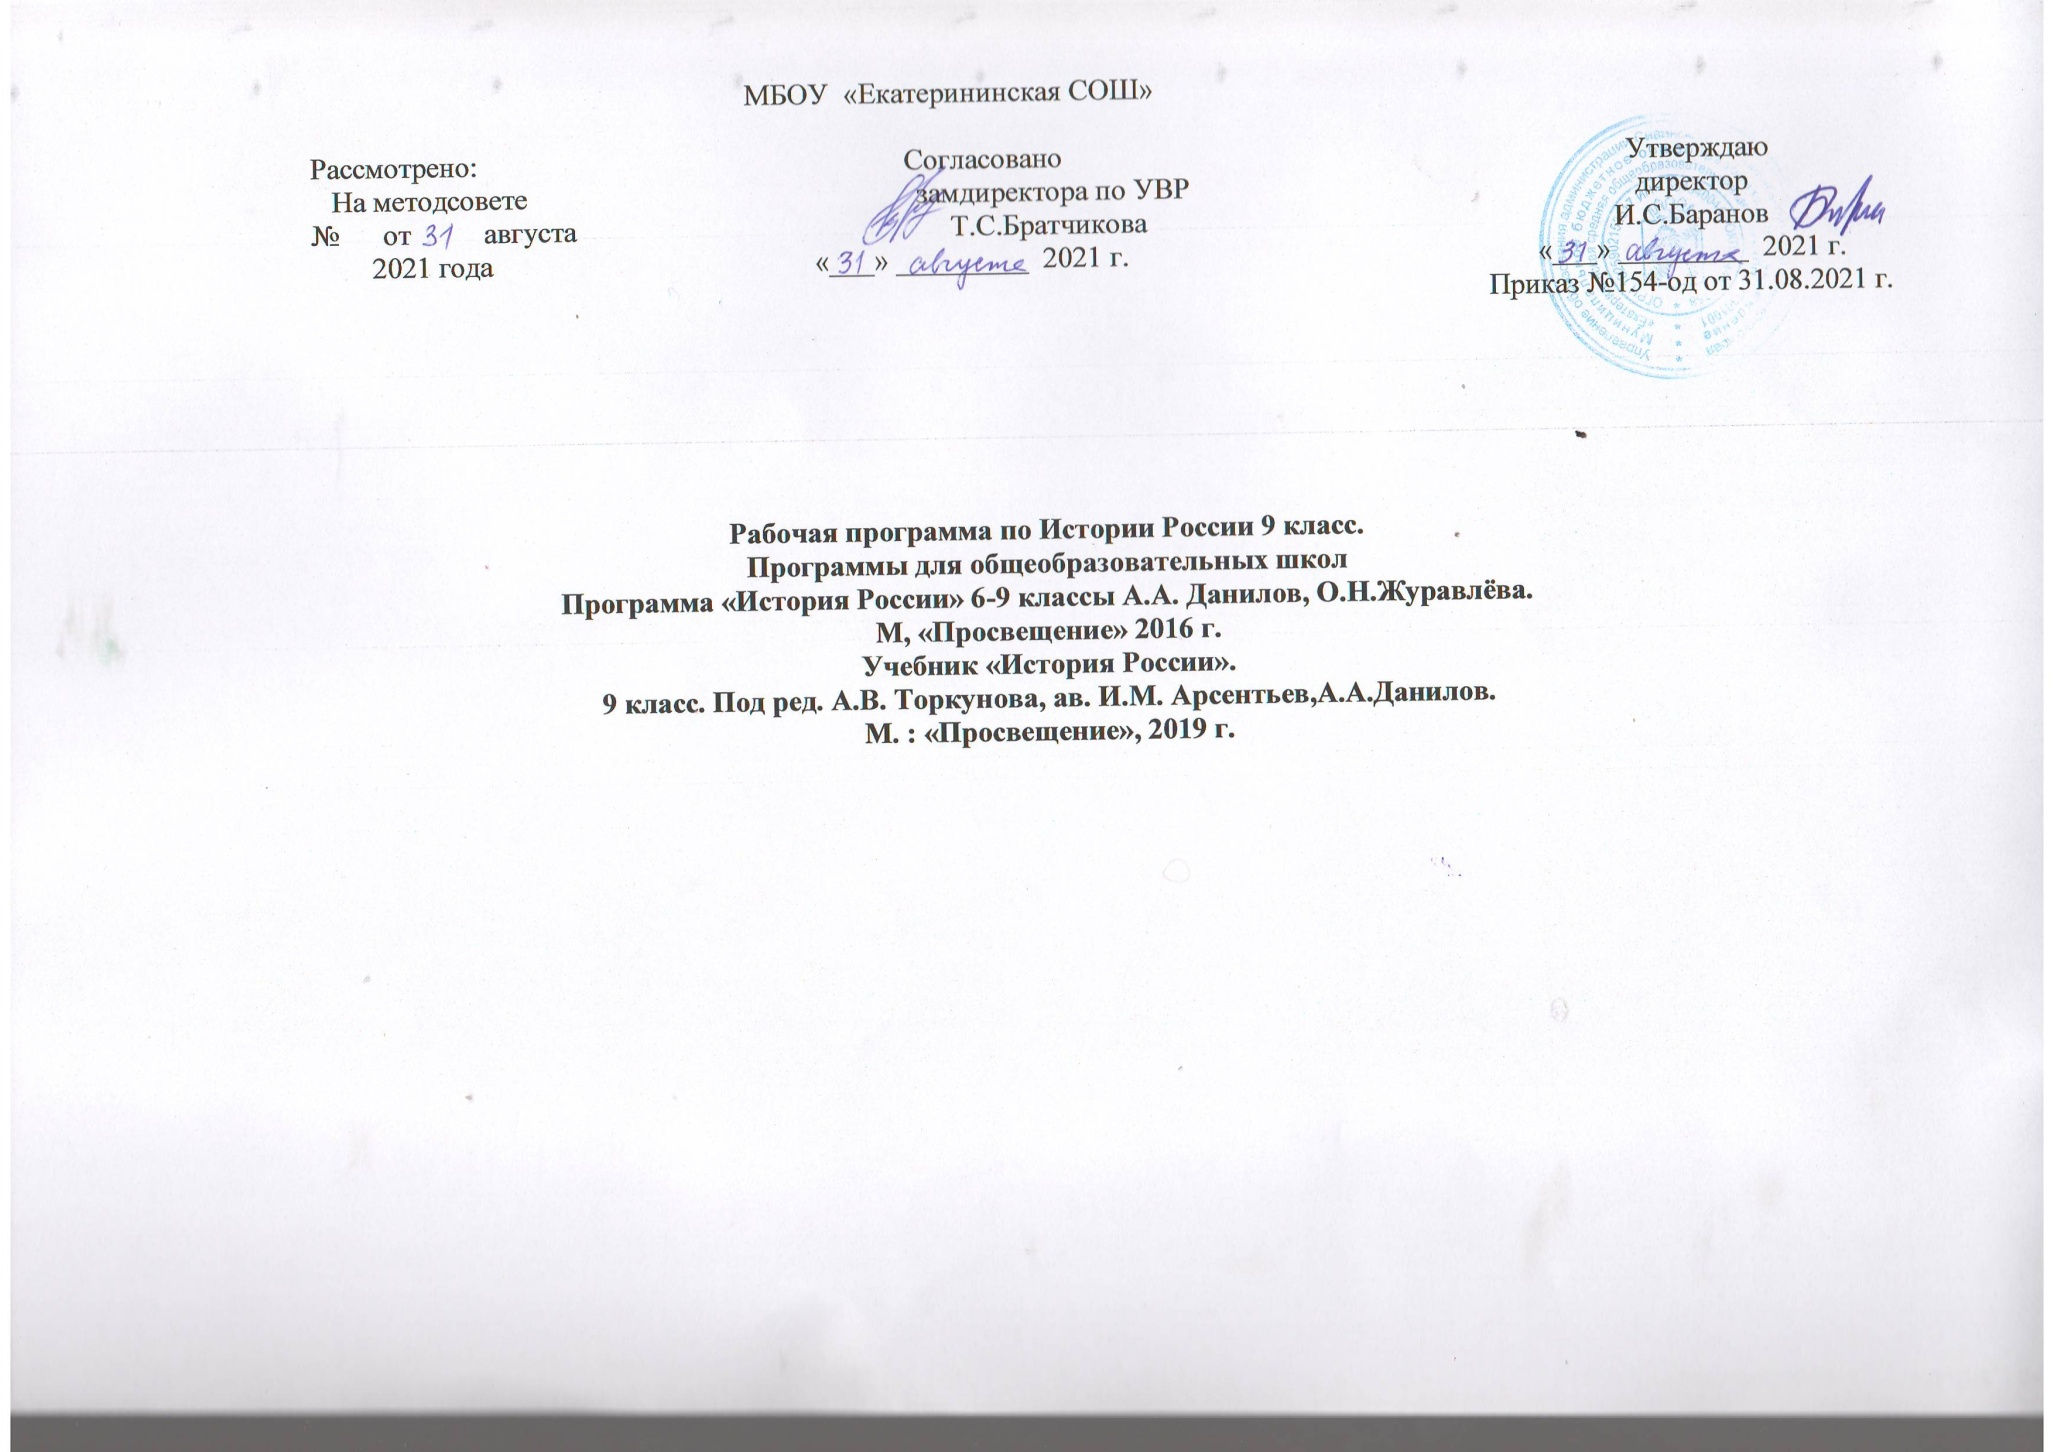 МБОУ «Екатерининская СОШ»
Рассмотрено:
На методсовете
№ от 31 августа
2021 года
Согласовано
замдиректора по УВР
Т.С.Братчикова
«31» августа 2021 г.
Утверждаю
директор
И.С.Баранов
«31» августа 2021 г.
Приказ №154-од от 31.08.2021 г.
Рабочая программа по Истории России 9 класс.
Программы для общеобразовательных школ
Программа «История России» 6-9 классы А.А. Данилов, О.Н.Журавлёва.
М, «Просвещение» 2016 г.
Учебник «История России».
9 класс. Под ред. А.В. Торкунова, ав. И.М. Арсентьев,А.А.Данилов.
М. : «Просвещение», 2019 г.